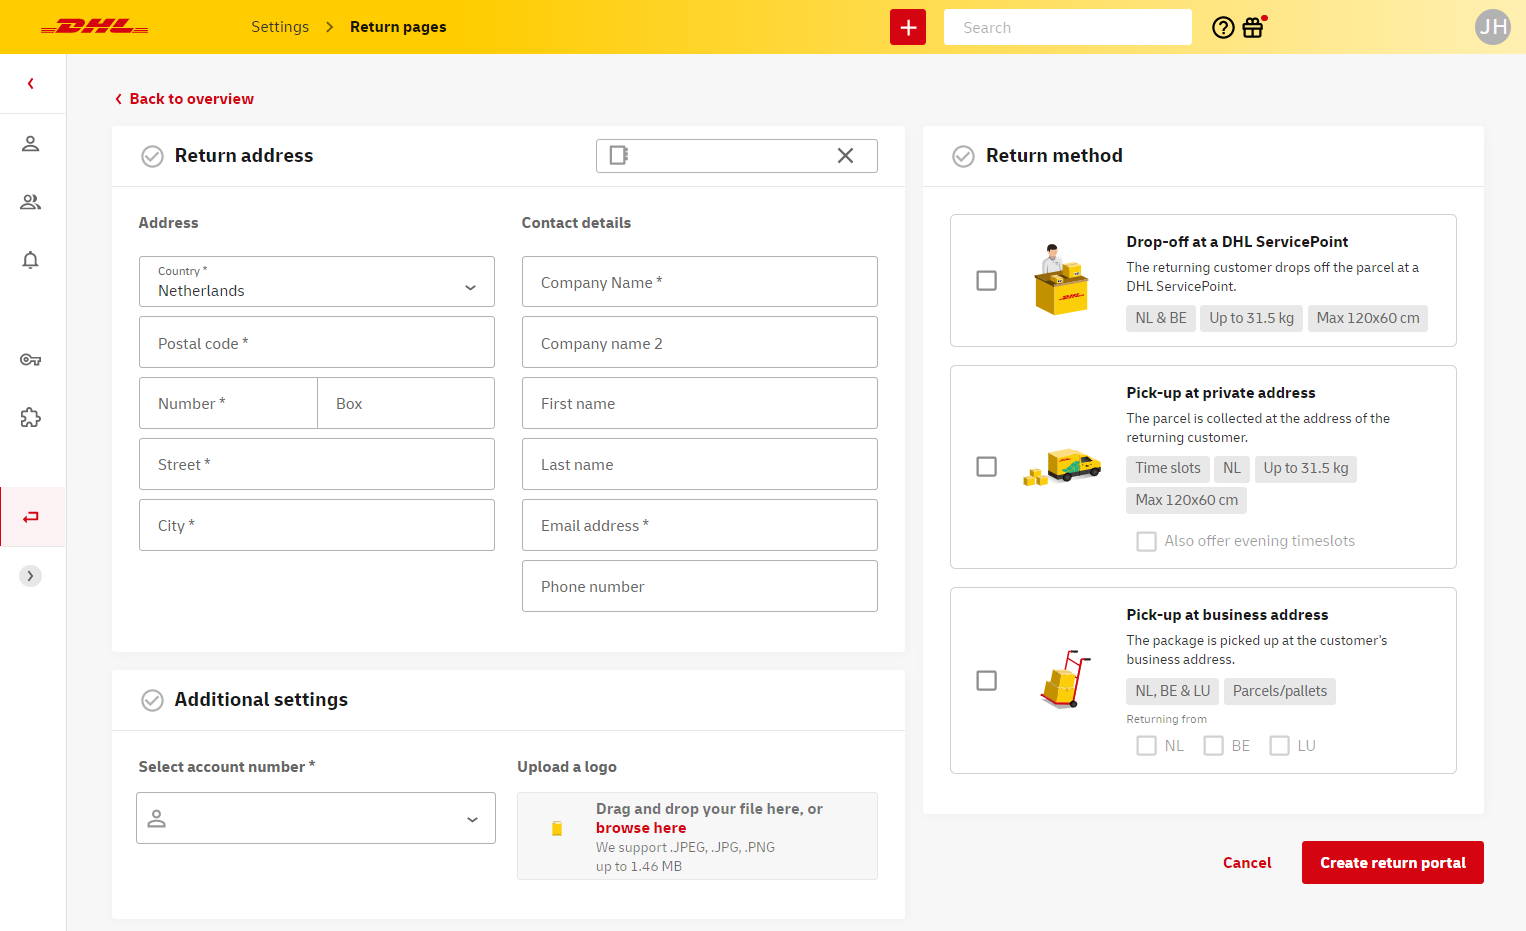 DHL
Settings
Return pages
Search
JH
Back to overview
Return address
Address
Country *
Netherlands
Postal code *
Number *
Box
Street *
City *
Contact details
Company Name *
Company name 2
First name
Last name
Email address *
Phone number
Additional settings
Select account number *
Upload a logo
Drag and drop your file here, or
browse here
We support .JPEG, .JPG, .PNG
up to 1.46 MB
Return method
Drop-off at a DHL ServicePoint
The returning customer drops off the parcel at a
DHL ServicePoint.
NL & BE
Up to 31.5 kg
Max 120x60 cm
Pick-up at private address
The parcel is collected at the address of the
returning customer.
Time slots
NL
Up to 31.5 kg
Max 120x60 cm
Also offer evening timeslots
Pick-up at business address
The package is picked up at the customer's
business address.
NL, BE & LU
Parcels/pallets
Returning from
NL
BE
LU
Cancel
Create return portal